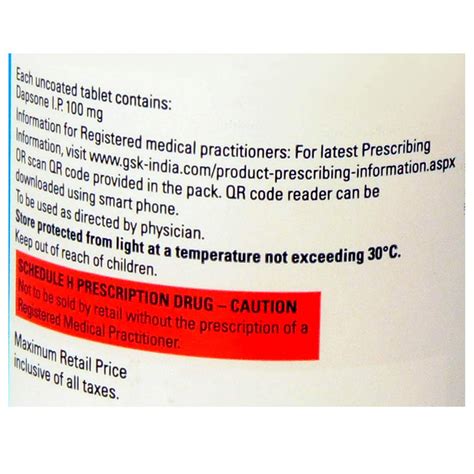 Each uncoated tablet contains:
Dapsone I.P. 100 mg
Information for Registered medical practitioners: For latest Prescribing
Information, visit www.gsk-india.com/product-prescribing-information.aspx
OR scan QR code provided in the pack. QR code reader can be
downloaded using smart phone.
To be used as directed by physician.
Store protected from light at a temperature not exceeding 30°C.
Keep out of reach of children.
SCHEDULE H PRESCRIPTION DRUG – CAUTION
Not to be sold by retail without the prescription of a
Registered Medical Practitioner.
Maximum Retail Price
inclusive of all taxes.